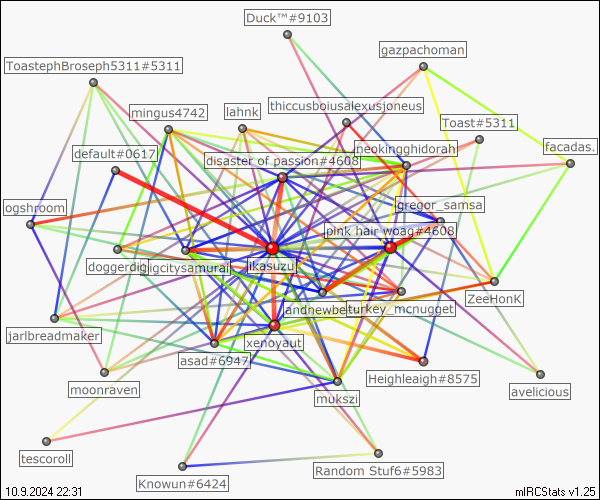 Duck™#9103
gazpachoman
ToastephBroseph5311#5311
thiccusboiusalexusjoneus
mingus4742
lahnk
Toast#5311
neokingghidorah
facadas.
default#0617
disaster of passion#4608
gregor_samsa
ogshroom
pink hair woag#4608
doggerdig
gigcitysamurai
ikasuzu
ZeeHonK
landnewbe
turkey_mcnugget
jarlbreadmaker
xenoyaut
asad#6947
Heighleaigh#8575
moonraven
mukszi
avelicious
tescoroll
Random Stuf6#5983
Knowun#6424
10.9.2024 22:31
mIRCStats v1.25